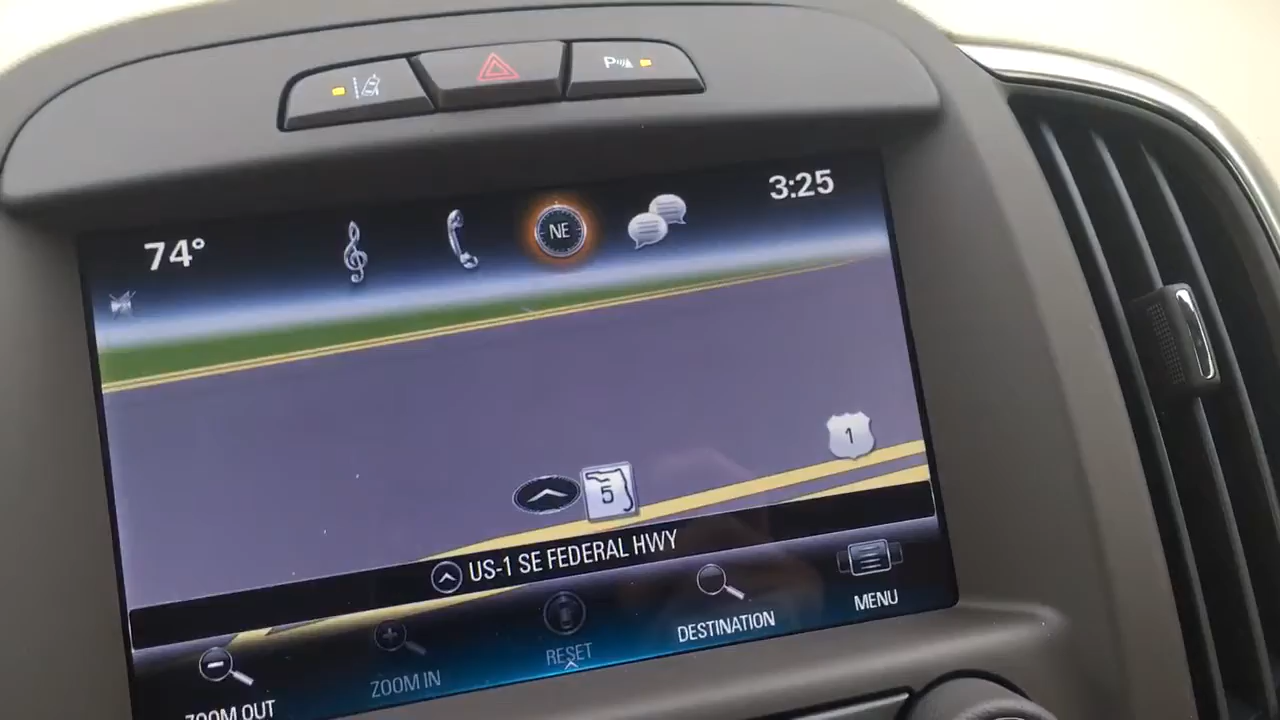 P
74°
NE
3:25
1
5
US-1 SE FEDERAL HWY
ZOOM OUT
ZOOM IN
RESET
DESTINATION
MENU